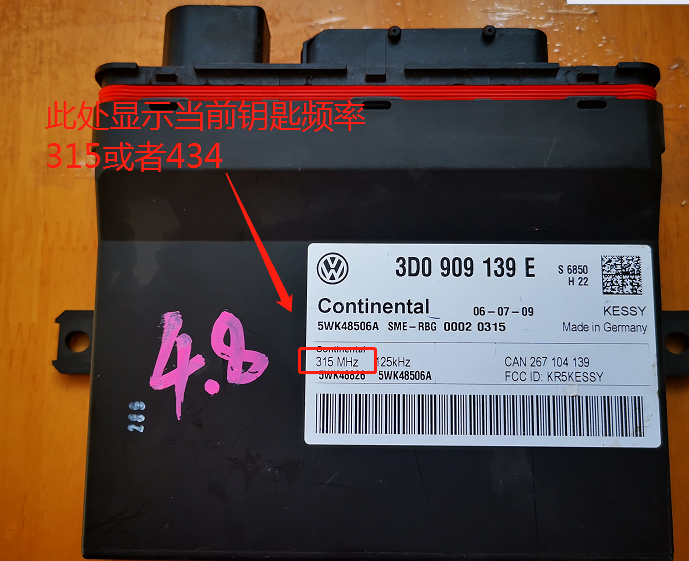 此处显示当前钥匙频率
315或者434
3D0 909 139 E
S 6850
H 22
Continental
06-07-09
KESSY
5WK48506A SME-RBG 0002 0315
Made in Germany
Continental
315 MHz 125kHz
CAN 267 104 139
5WK48826 5WK48506A
FCC ID: KR5KESSY
4.8
289